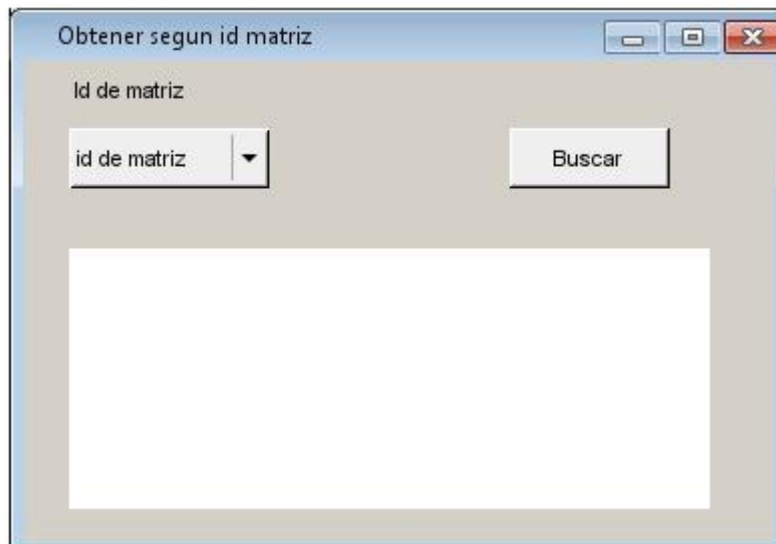 Obtener segun id matriz
Id de matriz
id de matriz
Buscar